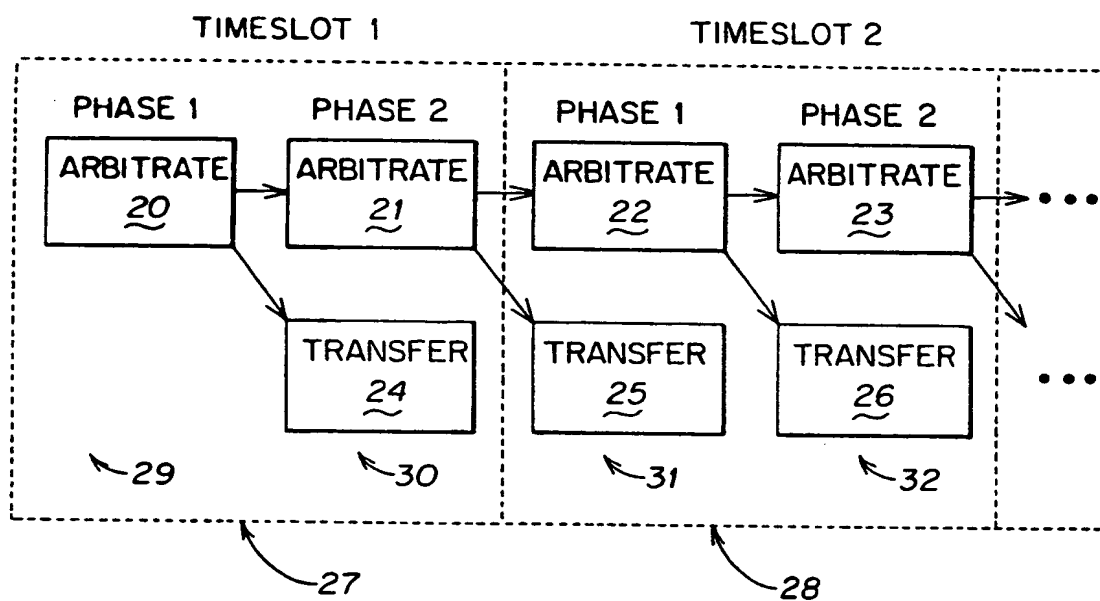 TIMESLOT 1
TIMESLOT 2
PHASE 1
PHASE 2
PHASE 1
PHASE 2
ARBITRATE
20
ARBITRATE
21
ARBITRATE
22
ARBITRATE
23
•••
TRANSFER
24
TRANSFER
25
TRANSFER
26
•••
29
30
31
32
27
28